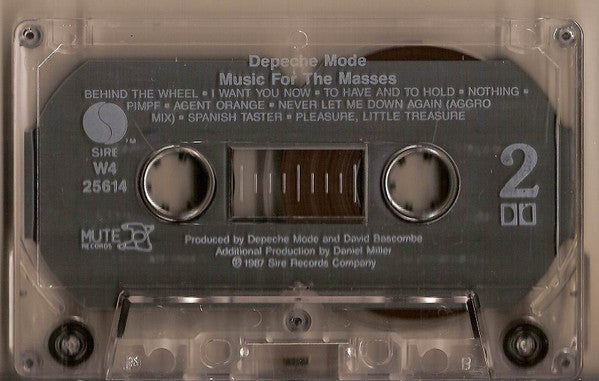 Depeche Mode
Music For The Masses
BEHIND THE WHEEL • I WANT YOU NOW • TO HAVE AND TO HOLD • NOTHING •
PIMPF • AGENT ORANGE • NEVER LET ME DOWN AGAIN (AGGRO
MIX) • SPANISH TASTER • PLEASURE, LITTLE TREASURE
S
TM
SIRE
W4
25614
2
MUTE
RECORDS
Produced by Depeche Mode and David Bascombe
Additional Production by Daniel Miller
℗ 1987 Sire Records Company
B